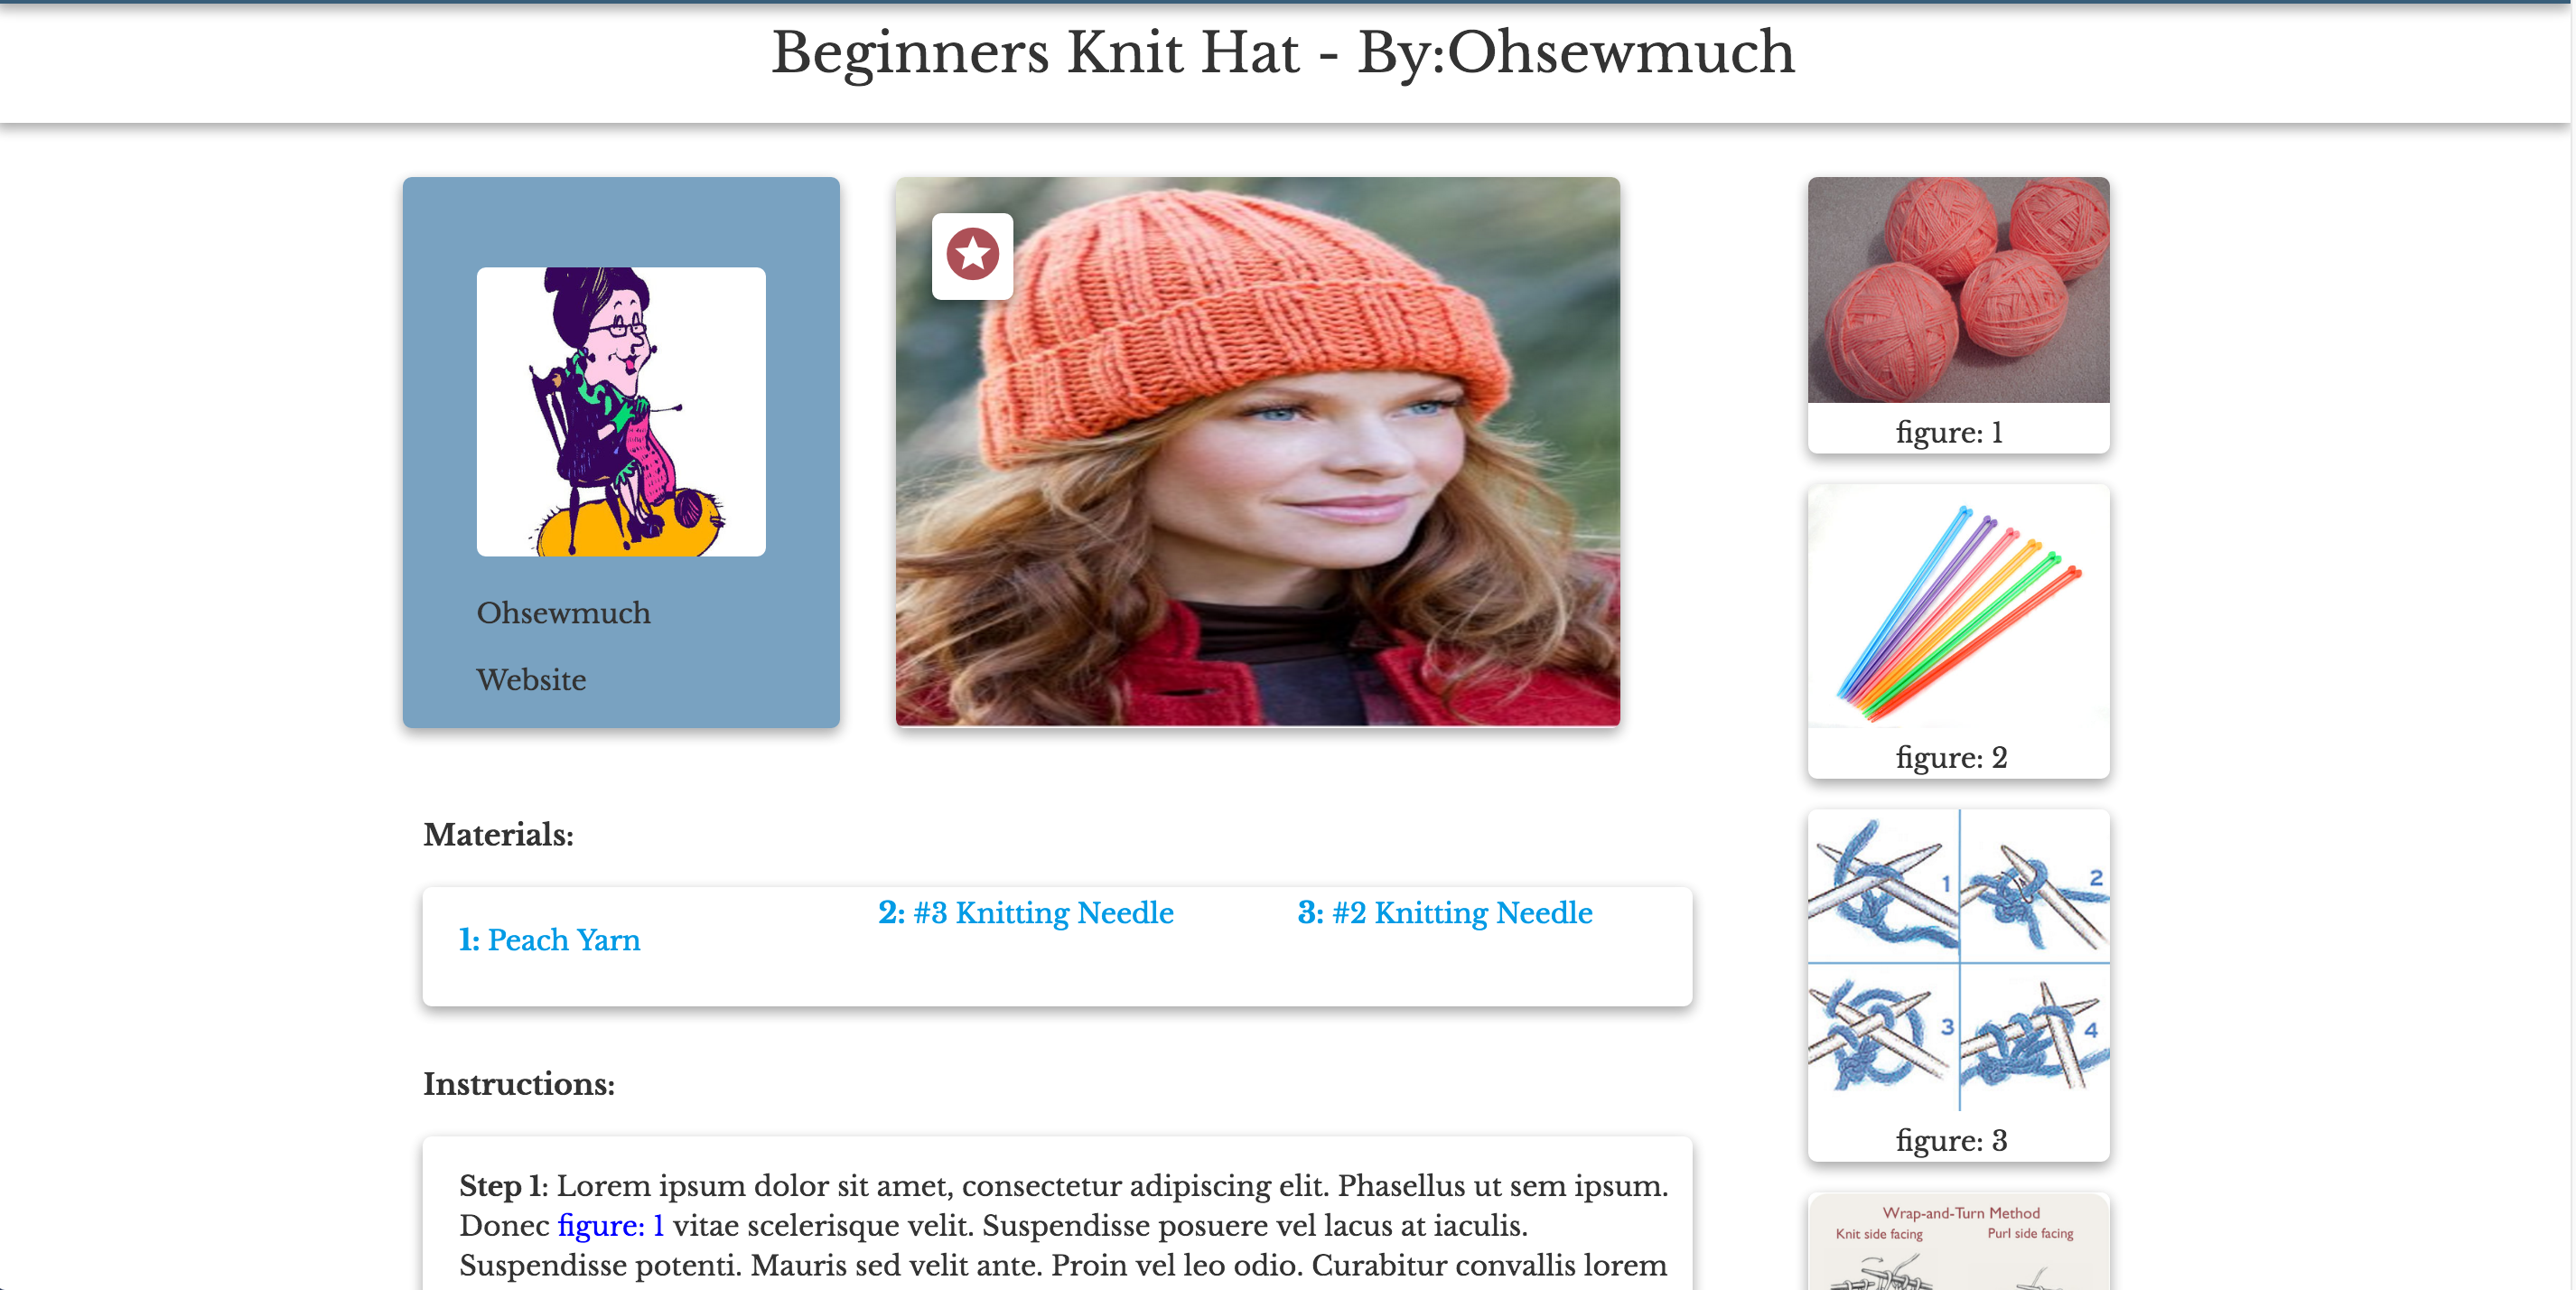 Beginners Knit Hat - By:Ohsewmuch
Ohsewmuch
Website
figure: 1
figure: 2
1
2
3
4
figure: 3
Wrap-and-Turn Method
Knit side facing
Purl side facing
Materials:
1: Peach Yarn
2: #3 Knitting Needle
3: #2 Knitting Needle
Instructions:
Step 1: Lorem ipsum dolor sit amet, consectetur adipiscing elit. Phasellus ut sem ipsum.
Donec figure: 1 vitae scelerisque velit. Suspendisse posuere vel lacus at iaculis.
Suspendisse potenti. Mauris sed velit ante. Proin vel leo odio. Curabitur convallis lorem